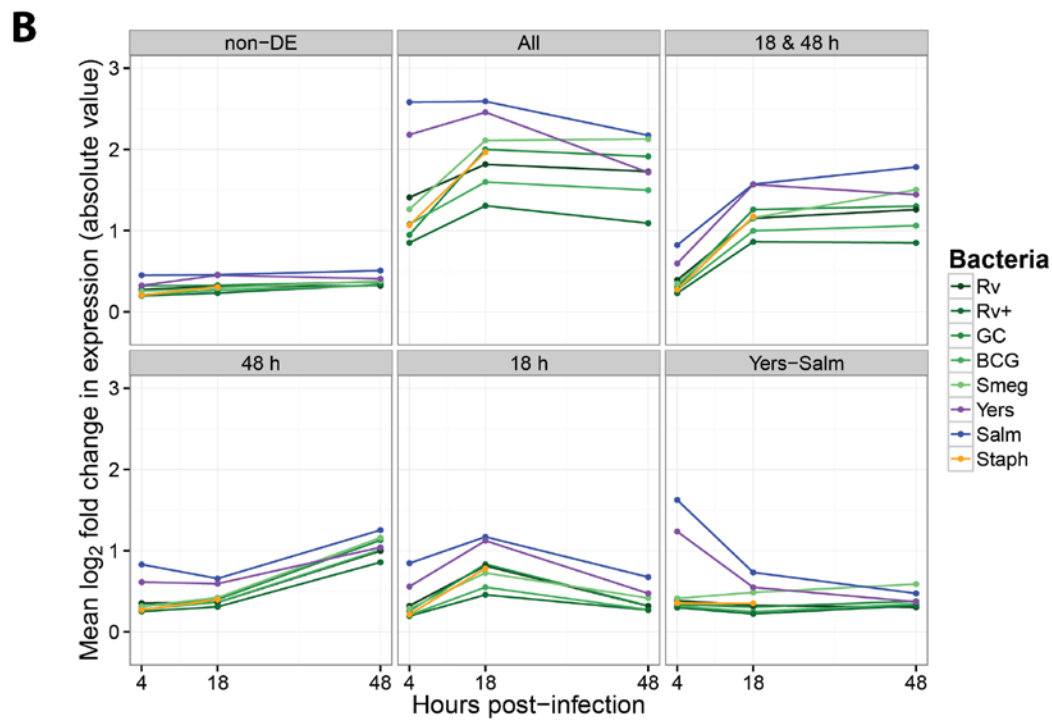 B
non−DE
All
18 & 48 h
Mean log₂ fold change in expression (absolute value)
3
2
1
0
48 h
18 h
Yers−Salm
3
2
1
0
4
18
48
4
18
48
4
18
48
Hours post−infection
Bacteria
Rv
Rv+
GC
BCG
Smeg
Yers
Salm
Staph